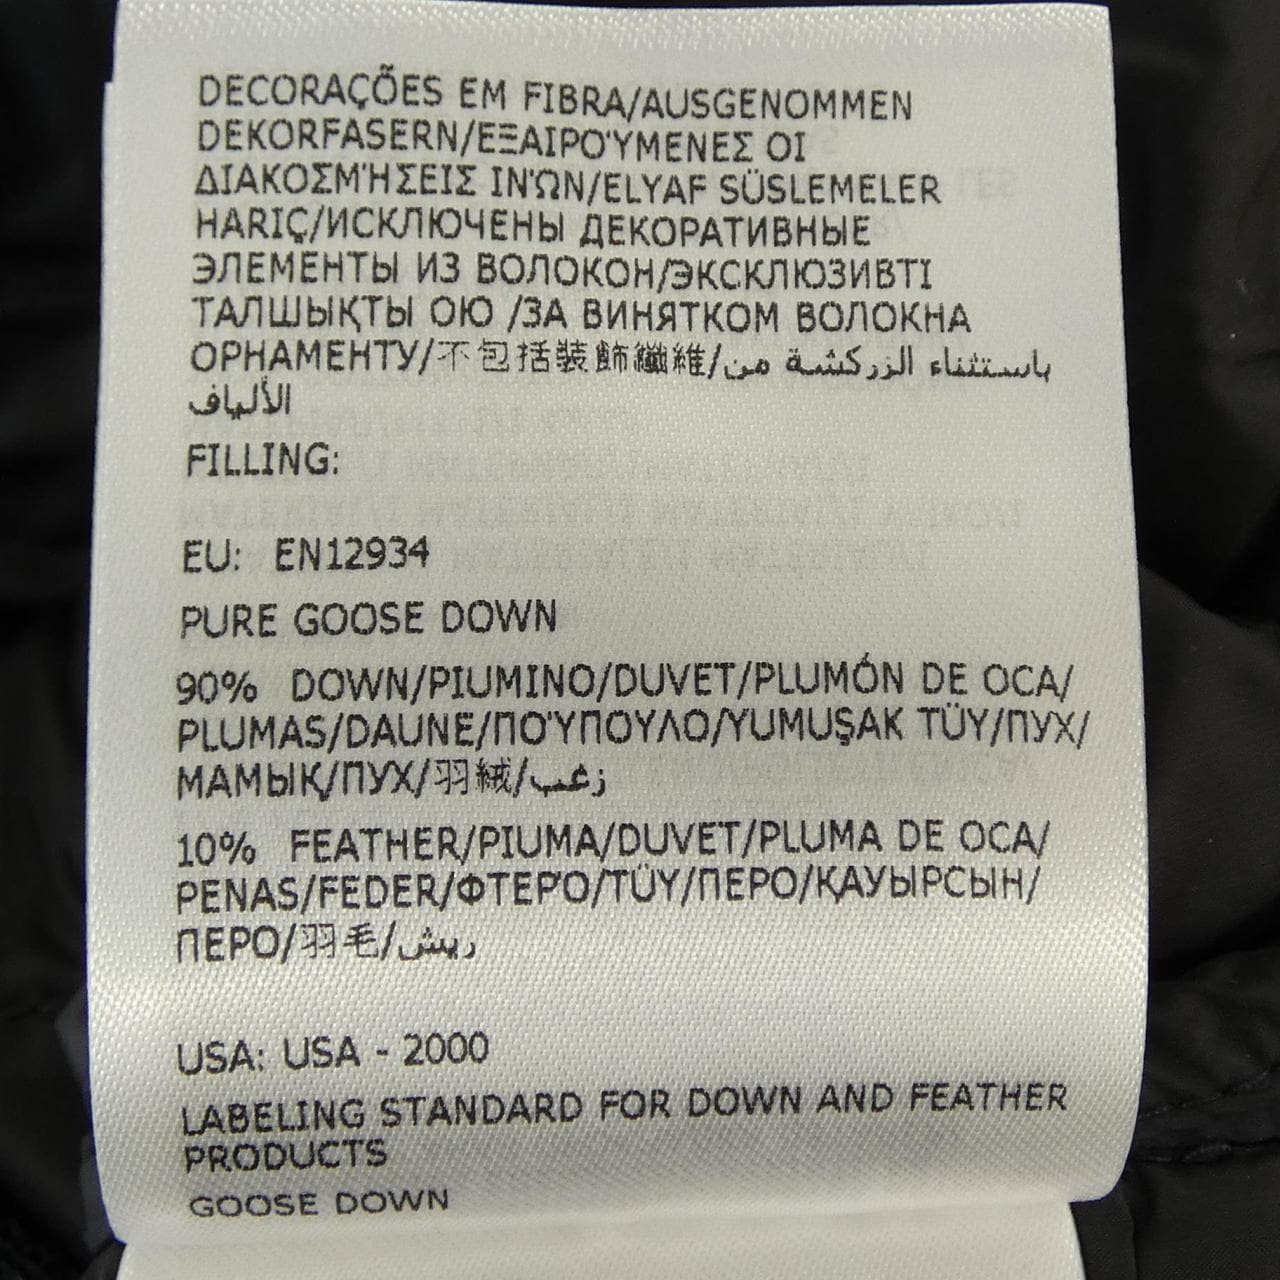 DECORAÇÕES EM FIBRA/AUSGENOMMEN
DEKORFASERN/ΕΞΑΙΡΟΎΜΕΝΕΣ ΟΙ
ΔΙΑΚΟΣΜΉΣΕΙΣ ΙΝΏΝ/ELYAF SÜSLEMELER
HARIÇ/ИСКЛЮЧЕНЫ ДЕКОРАТИВНЫЕ
ЭЛЕМЕНТЫ ИЗ ВОЛОКОН/ЭКСКЛЮЗИВТІ
ТАЛШЫҚТЫ ОЮ /ЗА ВИНЯТКОМ ВОЛОКНА
ОРНАМЕНТУ/不包括裝飾纖維/باستثناء الزركشة من
الألياف
FILLING:
EU: EN12934
PURE GOOSE DOWN
90% DOWN/PIUMINO/DUVET/PLUMÓN DE OCA/
PLUMAS/DAUNE/ΠΟΎΠΟΥΛΟ/YUMUŞAK TÜY/ПУХ/
МАМЫҚ/ПУХ/羽絨/زغب
10% FEATHER/PIUMA/DUVET/PLUMA DE OCA/
PENAS/FEDER/ΦΤΕΡΌ/TÜY/ПЕРО/ҚАУЫРСЫН/
ПЕРО/羽毛/ريش
USA: USA - 2000
LABELING STANDARD FOR DOWN AND FEATHER
PRODUCTS
GOOSE DOWN